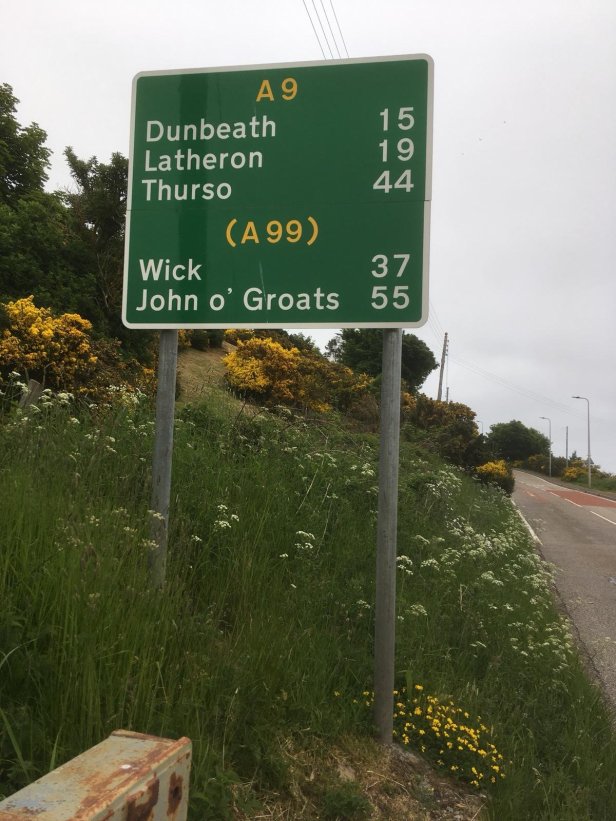 A9
Dunbeath 15
Latheron 19
Thurso 44
(A99)
Wick 37
John o' Groats 55